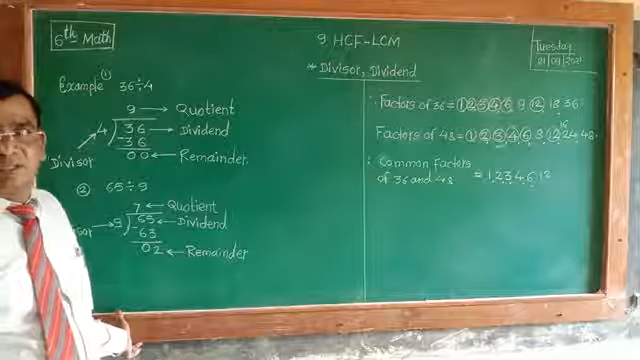 6th Math
9. HCF-LCM
Tuesday
21/09/2021
* Divisor, Dividend
Example ① 36÷4
9 → Quotient
4 ) 36 → Dividend
-36
00 ← Remainder
Divisor
② 65÷9
7 ← Quotient
9 ) 65 ← Dividend
-63
02 ← Remainder
isor
Factors of 36 = 1 2 3 4 6 9 12 18 36
16
Factors of 48 = 1 2 3 4 6 8 12 24 48
Common Factors
of 36 and 48 = 1, 2 3 4 6 12